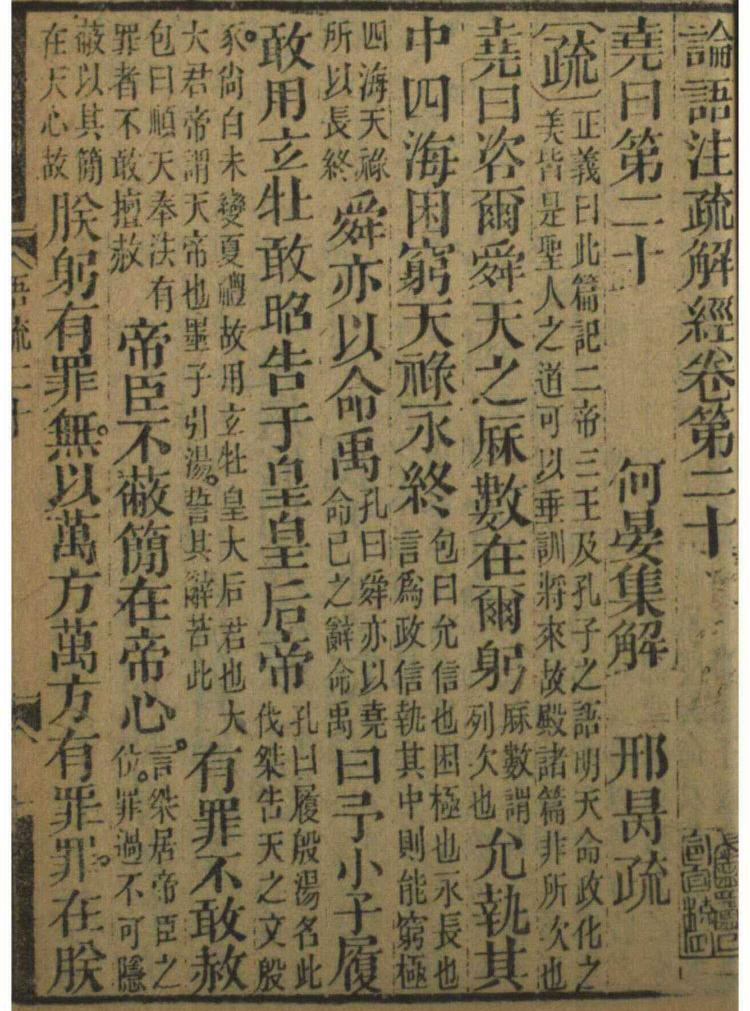 論語注疏解經卷第二十
堯曰第二十 何晏集解 邢昺疏
疏 正義曰此篇記二帝三王及孔子之語明天命政化之美皆是聖人之道可以垂訓將來故殿諸篇非所次也
堯曰咨爾舜天之厤數在爾躬厤數謂列次也允執其
中四海困窮天祿永終包曰允信也困極也永長也言爲政信執其中則能窮極
四海天祿所以長終舜亦以命禹孔曰舜亦以堯命己之辭命禹曰予小子履
敢用玄牡敢昭告于皇皇后帝孔曰履殷湯名此伐桀告天之文殷
豕尚白未變夏禮故用玄牡皇大后君也大大君帝謂天帝也墨子引湯誓其辭若此有罪不敢赦
包曰順天奉法有罪者不敢擅赦帝臣不蔽簡在帝心言桀居帝臣之位罪過不可隱
蔽以其簡在天心故朕躬有罪無以萬方萬方有罪罪在朕
語疏二十